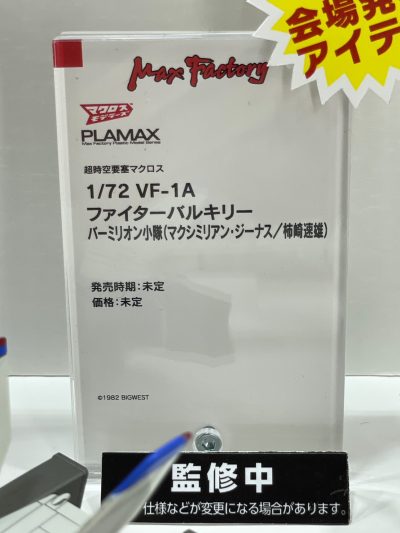 会場発
アイテ
Max Factory
マクロス
モデラーズ
PLAMAX
Max Factory Plastic Model Series
超時空要塞マクロス
1/72 VF-1A
ファイターバルキリー
バーミリオン小隊(マクシミリアン・ジーナス/柿崎速雄)
発売時期:未定
価格:未定
©1982 BIGWEST
監修中
仕様などが変更になる場合があります。